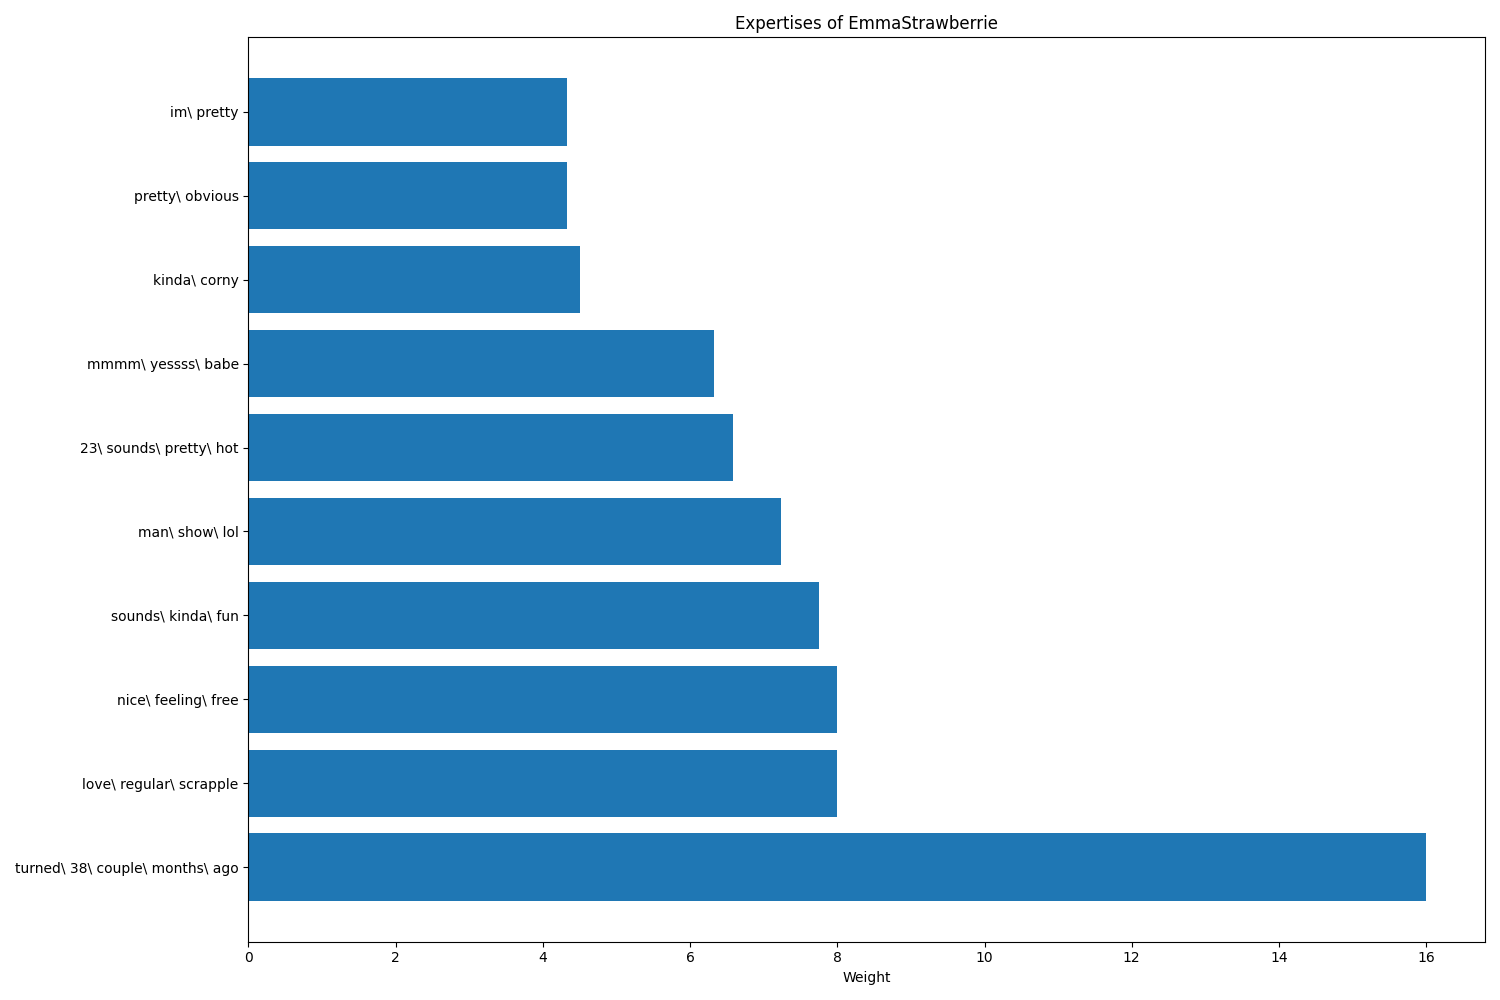 Expertises of EmmaStrawberrie
im\ pretty
pretty\ obvious
kinda\ corny
mmmm\ yessss\ babe
23\ sounds\ pretty\ hot
man\ show\ lol
sounds\ kinda\ fun
nice\ feeling\ free
love\ regular\ scrapple
turned\ 38\ couple\ months\ ago
0 2 4 6 8 10 12 14 16
Weight